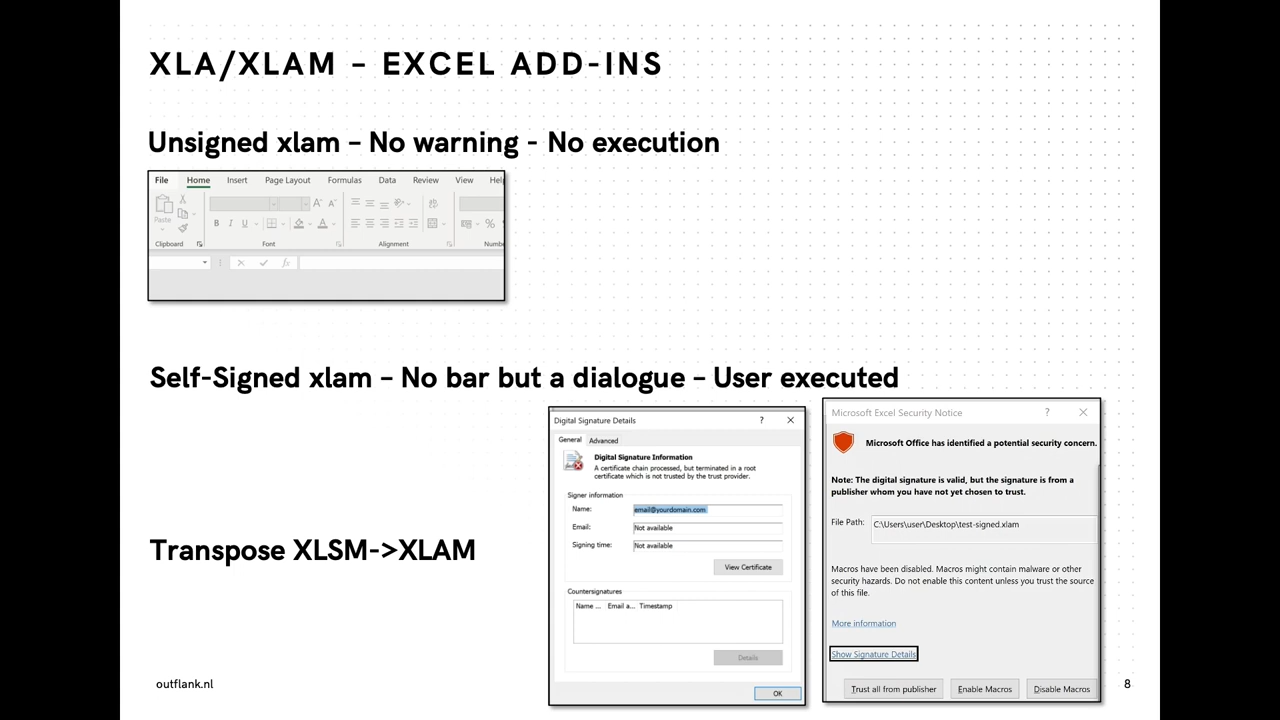 XLA/XLAM – EXCEL ADD-INS
Unsigned xlam – No warning - No execution
File Home Insert Page Layout Formulas Data Review View Help
Paste
B I U A
Clipboard Font Alignment
fx
Self-Signed xlam – No bar but a dialogue – User executed
Transpose XLSM->XLAM
Digital Signature Details ?
General Advanced
Digital Signature Information
A certificate chain processed, but terminated in a root
certificate which is not trusted by the trust provider.
Signer information
Name: email@yourdomain.com
Email: Not available
Signing time: Not available
View Certificate
Countersignatures
Name ... Email a... Timestamp
Details
OK
Microsoft Excel Security Notice ?
Microsoft Office has identified a potential security concern.
Note: The digital signature is valid, but the signature is from a
publisher whom you have not yet chosen to trust.
File Path: C:\Users\user\Desktop\test-signed.xlam
Macros have been disabled. Macros might contain malware or other
security hazards. Do not enable this content unless you trust the source
of this file.
More information
Show Signature Details
Trust all from publisher Enable Macros Disable Macros
outflank.nl
8